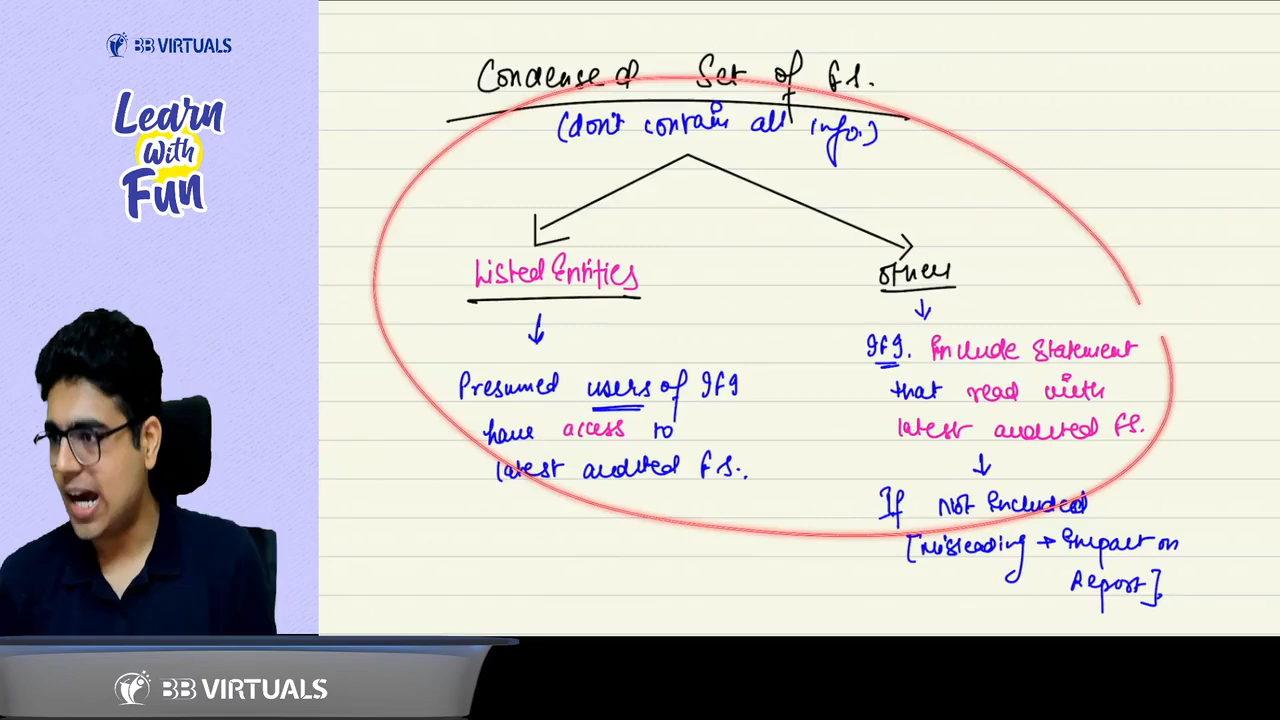 BB VIRTUALS
Learn
With
Fun
Condensed Set of F.S.
(don't contain all info.)
Listed Entities
Presumed users of IFI
have access to
latest audited F.S.
others
IFI. Include Statement
that read with
latest audited FS.
If Not Included
[Misleading → Impact on
Report].
BB VIRTUALS